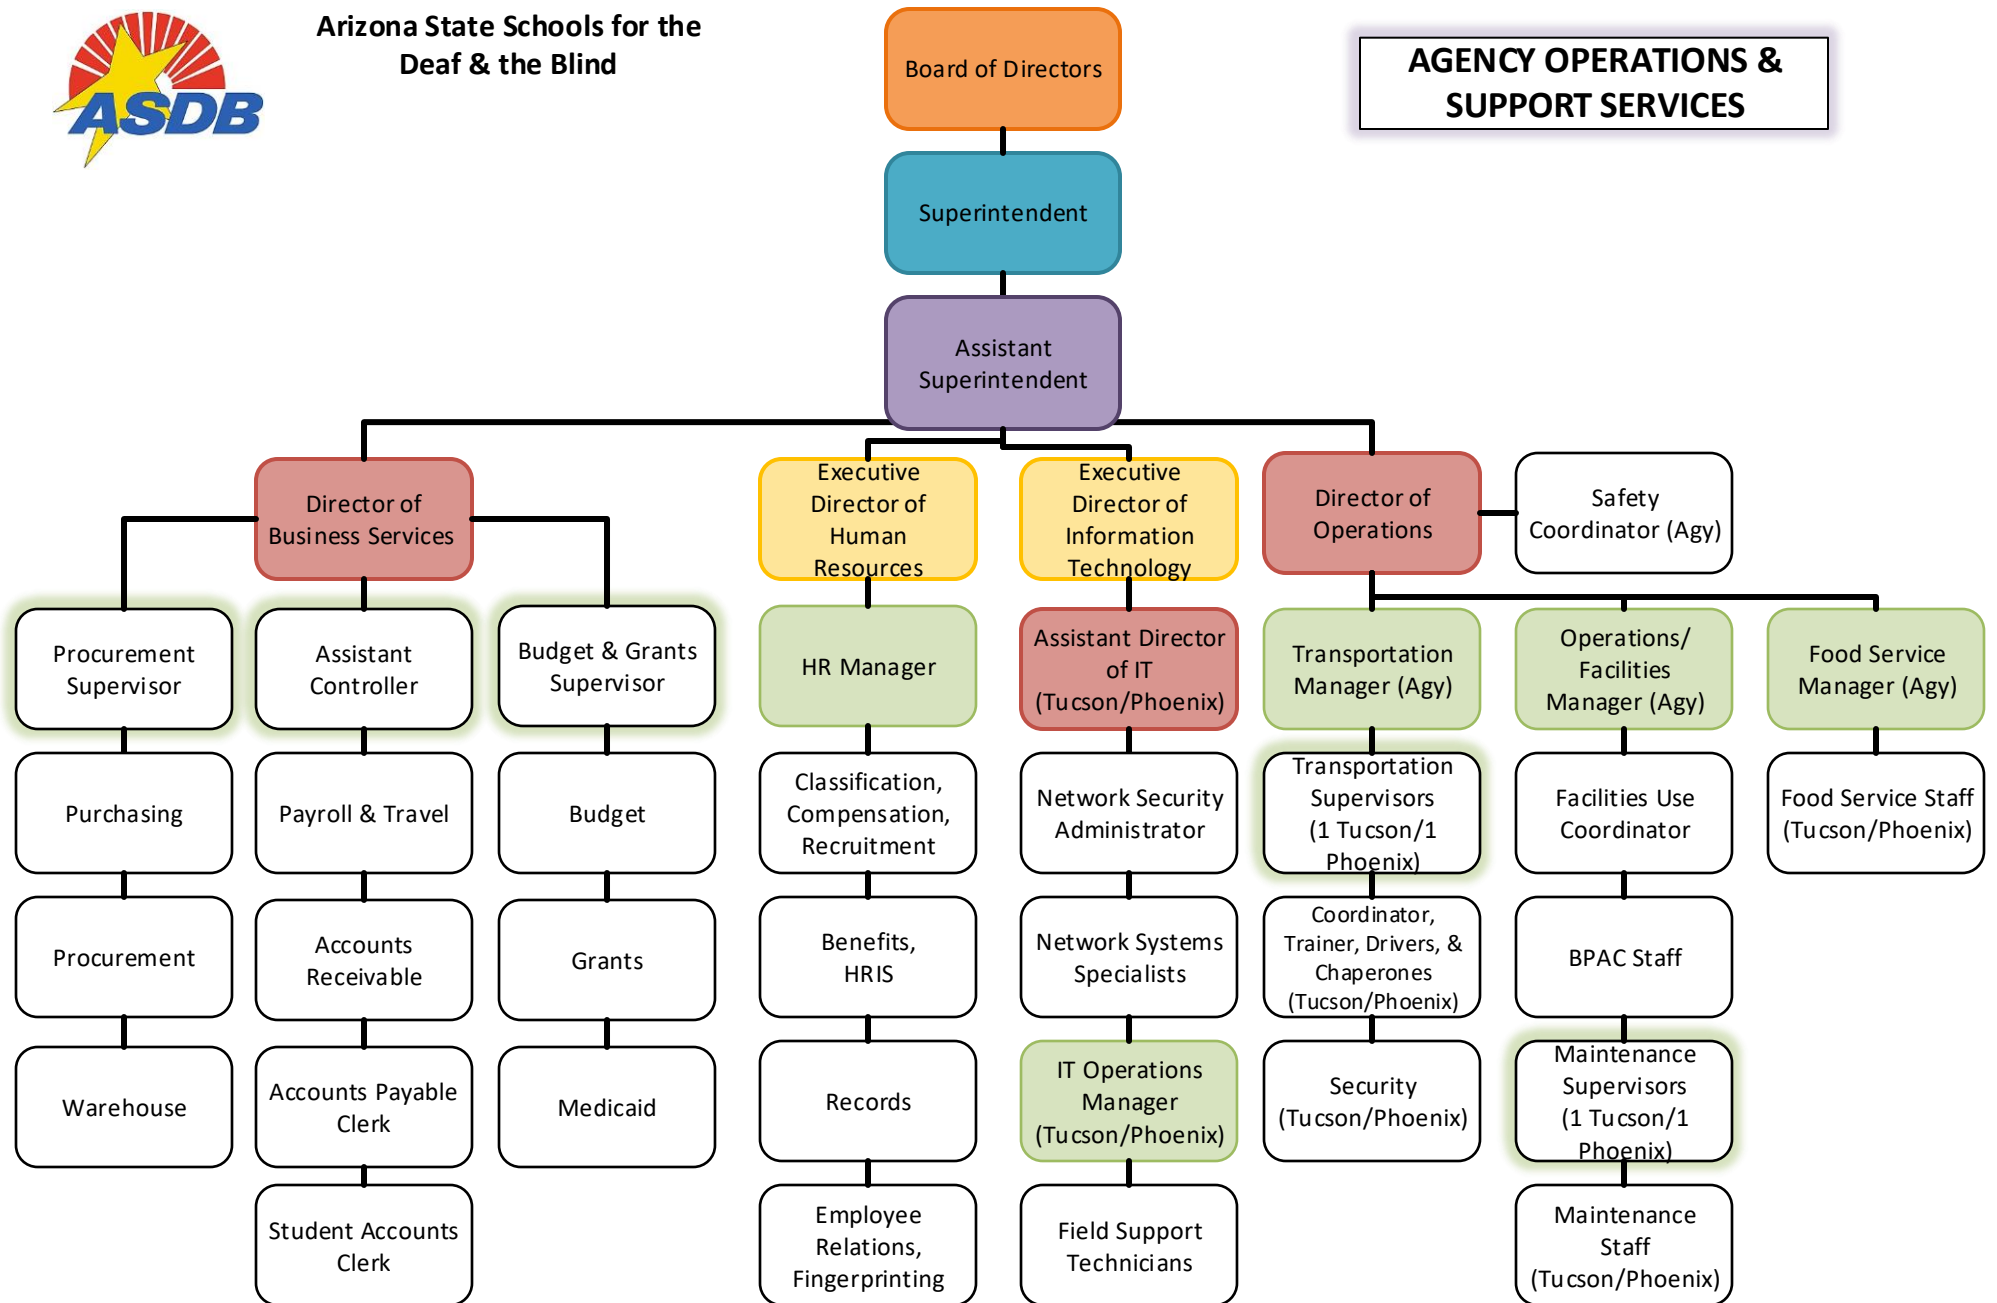 ASDB
Arizona State Schools for the
Deaf & the Blind
AGENCY OPERATIONS &
SUPPORT SERVICES
Board of Directors
Superintendent
Assistant
Superintendent
Director of
Business Services
Executive
Director of
Human
Resources
Executive
Director of
Information
Technology
Director of
Operations
Safety
Coordinator (Agy)
Procurement
Supervisor
Assistant
Controller
Budget & Grants
Supervisor
HR Manager
Assistant Director
of IT
(Tucson/Phoenix)
Transportation
Manager (Agy)
Operations/
Facilities
Manager (Agy)
Food Service
Manager (Agy)
Purchasing
Payroll & Travel
Budget
Classification,
Compensation,
Recruitment
Network Security
Administrator
Transportation
Supervisors
(1 Tucson/1
Phoenix)
Facilities Use
Coordinator
Food Service Staff
(Tucson/Phoenix)
Procurement
Accounts
Receivable
Grants
Benefits,
HRIS
Network Systems
Specialists
Coordinator,
Trainer, Drivers, &
Chaperones
(Tucson/Phoenix)
BPAC Staff
Warehouse
Accounts Payable
Clerk
Medicaid
Records
IT Operations
Manager
(Tucson/Phoenix)
Security
(Tucson/Phoenix)
Maintenance
Supervisors
(1 Tucson/1
Phoenix)
Student Accounts
Clerk
Employee
Relations,
Fingerprinting
Field Support
Technicians
Maintenance
Staff
(Tucson/Phoenix)